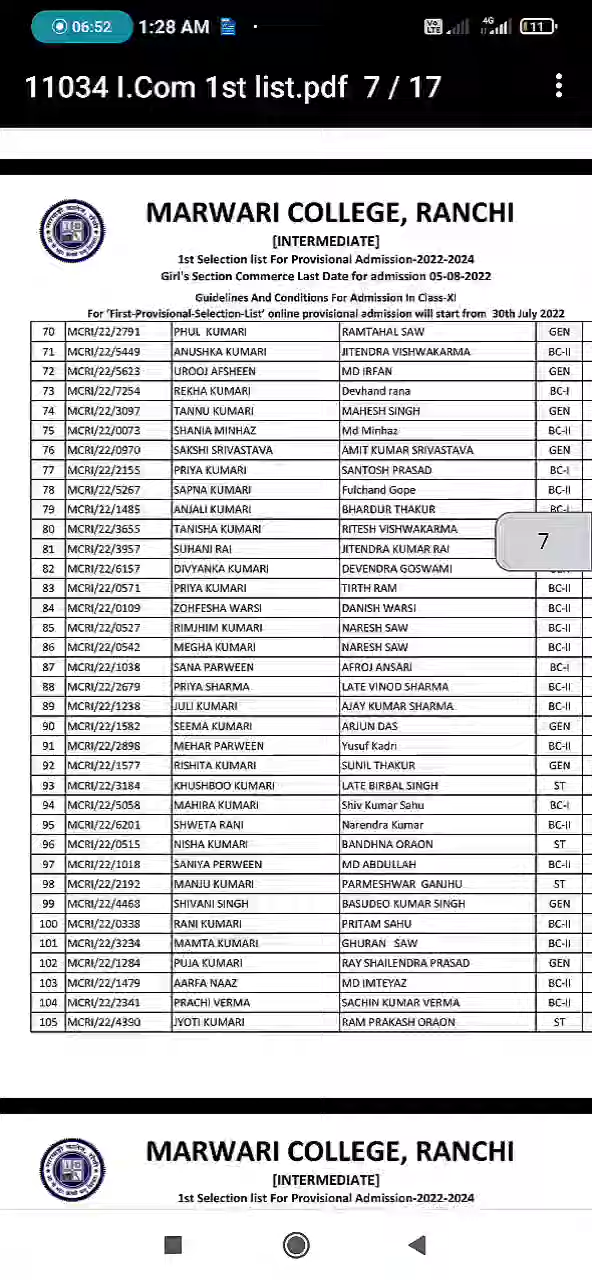 06:52 1:28 AM Vo LTE 4G 11
11034 I.Com 1st list.pdf 7 / 17
MARWARI COLLEGE, RANCHI
[INTERMEDIATE]
1st Selection list For Provisional Admission-2022-2024
Girl's Section Commerce Last Date for admission 05-08-2022
Guidelines And Conditions For Admission In Class-XI
For 'First-Provisional-Selection-List' online provisional admission will start from 30th July 2022
70 MCRI/22/2791 PHUL KUMARI RAMTAHAL SAW GEN
71 MCRI/22/5449 ANUSHKA KUMARI JITENDRA VISHWAKARMA BC-II
72 MCRI/22/5623 UROOJ AFSHEEN MD IRFAN GEN
73 MCRI/22/7254 REKHA KUMARI Devhand rana BC-I
74 MCRI/22/3097 TANNU KUMARI MAHESH SINGH GEN
75 MCRI/22/0073 SHANIA MINHAZ Md Minhaz BC-II
76 MCRI/22/0970 SAKSHI SRIVASTAVA AMIT KUMAR SRIVASTAVA GEN
77 MCRI/22/2155 PRIYA KUMARI SANTOSH PRASAD BC-I
78 MCRI/22/5267 SAPNA KUMARI Fulchand Gope BC-II
79 MCRI/22/1485 ANJALI KUMARI BHARDUR THAKUR BC-I
80 MCRI/22/3655 TANISHA KUMARI RITESH VISHWAKARMA
81 MCRI/22/3957 SUHANI RAI JITENDRA KUMAR RAI 7
82 MCRI/22/6157 DIVYANKA KUMARI DEVENDRA GOSWAMI
83 MCRI/22/0571 PRIYA KUMARI TIRTH RAM BC-II
84 MCRI/22/0109 ZOHFESHA WARSI DANISH WARSI BC-II
85 MCRI/22/0527 RIMJHIM KUMARI NARESH SAW BC-II
86 MCRI/22/0542 MEGHA KUMARI NARESH SAW BC-II
87 MCRI/22/1038 SANA PARWEEN AFROJ ANSARI BC-I
88 MCRI/22/2679 PRIYA SHARMA LATE VINOD SHARMA BC-II
89 MCRI/22/1238 JULI KUMARI AJAY KUMAR SHARMA BC-II
90 MCRI/22/1582 SEEMA KUMARI ARJUN DAS GEN
91 MCRI/22/2898 MEHAR PARWEEN Yusuf Kadri BC-II
92 MCRI/22/1577 RISHITA KUMARI SUNIL THAKUR GEN
93 MCRI/22/3184 KHUSHBOO KUMARI LATE BIRBAL SINGH ST
94 MCRI/22/5058 MAHIRA KUMARI Shiv Kumar Sahu BC-I
95 MCRI/22/6201 SHWETA RANI Narendra Kumar BC-II
96 MCRI/22/0515 NISHA KUMARI BANDHNA ORAON ST
97 MCRI/22/1018 SANIYA PERWEEN MD ABDULLAH BC-II
98 MCRI/22/2192 MANJU KUMARI PARMESHWAR GANJHU ST
99 MCRI/22/4468 SHIVANI SINGH BASUDEO KUMAR SINGH GEN
100 MCRI/22/0338 RANI KUMARI PRITAM SAHU BC-II
101 MCRI/22/3234 MAMTA KUMARI GHURAN SAW BC-II
102 MCRI/22/1284 PUJA KUMARI RAY SHAILENDRA PRASAD GEN
103 MCRI/22/1479 AARFA NAAZ MD IMTEYAZ BC-II
104 MCRI/22/2341 PRACHI VERMA SACHIN KUMAR VERMA BC-II
105 MCRI/22/4390 JYOTI KUMARI RAM PRAKASH ORAON ST
MARWARI COLLEGE, RANCHI
[INTERMEDIATE]
1st Selection list For Provisional Admission-2022-2024